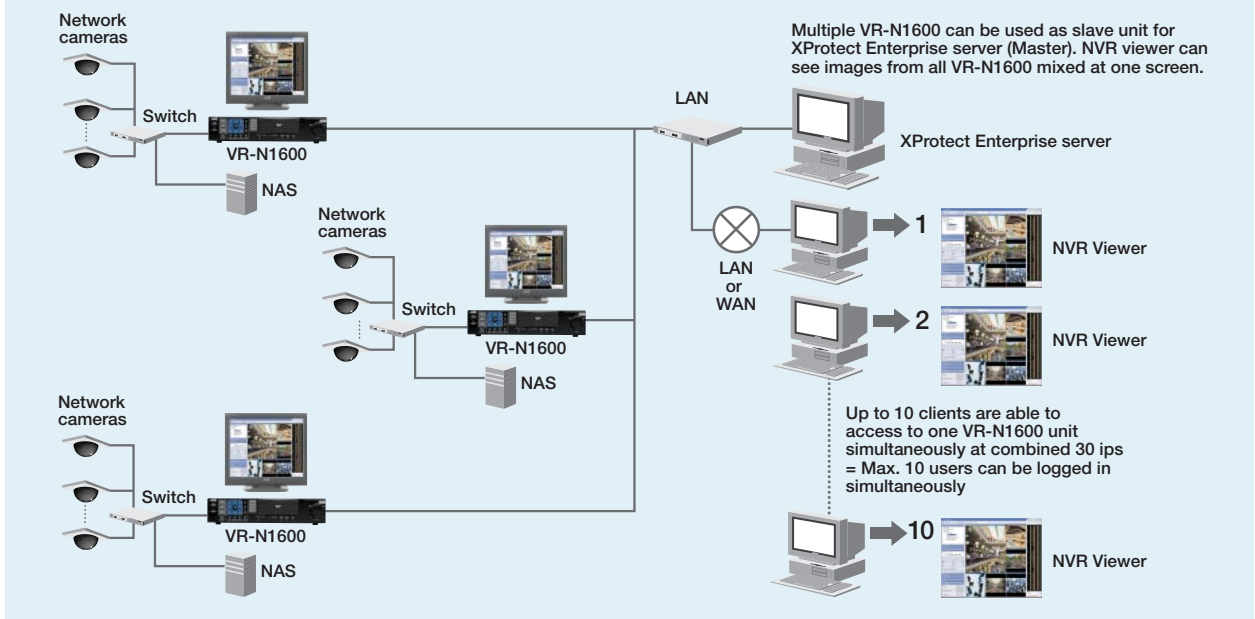 Network
cameras
Switch
VR-N1600
NAS
Network
cameras
Switch
VR-N1600
NAS
Network
cameras
Switch
VR-N1600
NAS
Multiple VR-N1600 can be used as slave unit for
XProtect Enterprise server (Master). NVR viewer can
see images from all VR-N1600 mixed at one screen.
LAN
XProtect Enterprise server
LAN
or
WAN
1
NVR Viewer
2
NVR Viewer
Up to 10 clients are able to
access to one VR-N1600 unit
simultaneously at combined 30 ips
= Max. 10 users can be logged in
simultaneously
10
NVR Viewer